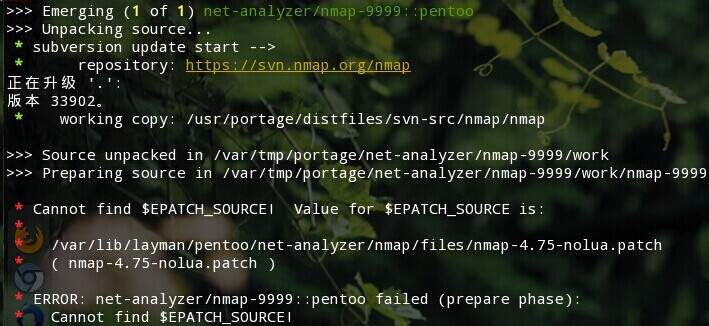 >>> Emerging (1 of 1) net-analyzer/nmap-9999::pentoo
>>> Unpacking source...
 * subversion update start -->
 *     repository: https://svn.nmap.org/nmap
正在升级 '.':
版本 33902。
 *   working copy: /usr/portage/distfiles/svn-src/nmap/nmap
>>> Source unpacked in /var/tmp/portage/net-analyzer/nmap-9999/work
>>> Preparing source in /var/tmp/portage/net-analyzer/nmap-9999/work/nmap-9999
 * Cannot find $EPATCH_SOURCE!  Value for $EPATCH_SOURCE is:
 *
 *   /var/lib/layman/pentoo/net-analyzer/nmap/files/nmap-4.75-nolua.patch
 *   ( nmap-4.75-nolua.patch )
 * ERROR: net-analyzer/nmap-9999::pentoo failed (prepare phase):
 *   Cannot find $EPATCH_SOURCE!